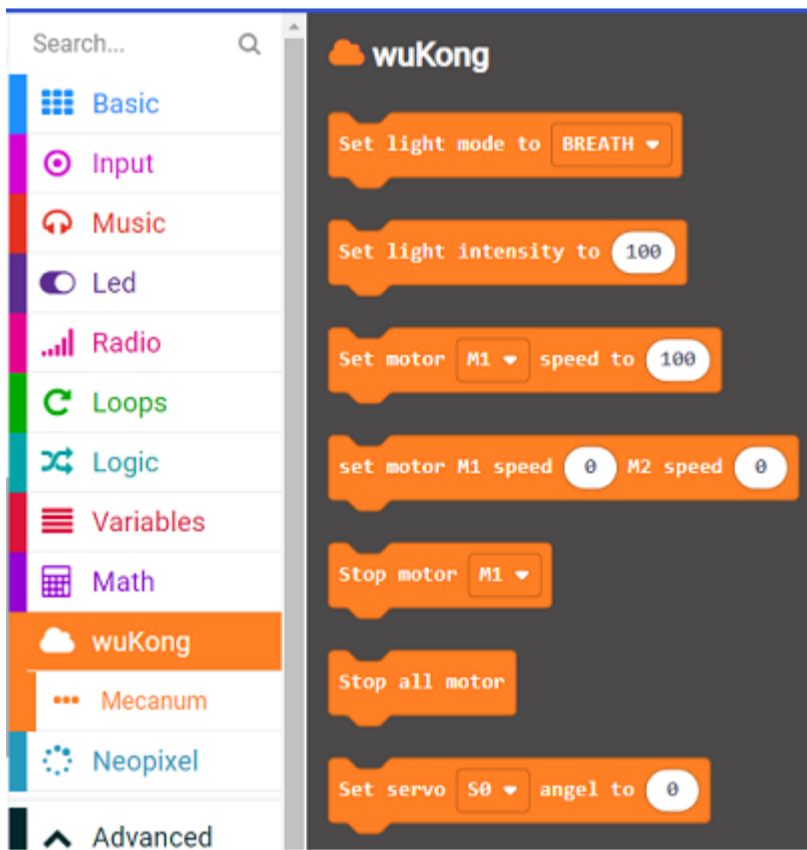 Search...
Basic
Input
Music
Led
Radio
Loops
Logic
Variables
Math
wuKong
Mecanum
Neopixel
Advanced
wuKong
Set light mode to BREATH
Set light intensity to 100
Set motor M1 speed to 100
set motor M1 speed 0 M2 speed 0
Stop motor M1
Stop all motor
Set servo S0 angel to 0